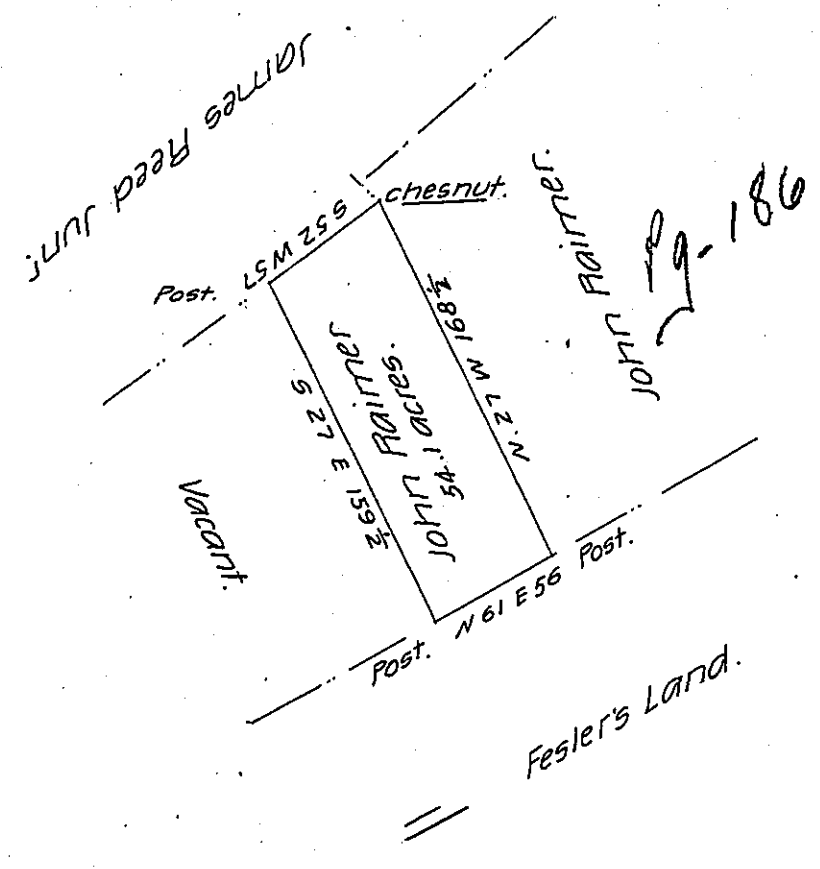 James Reed Junr.
chesnut.
S 52 W 57
Post.
John Raimer.
Pg. 186
N. 27 W 168½
John Raimer
54.1 acres.
S 27 E 159½
Vacant.
Post.
N 61 E 56
Post.
Fesler's Land.